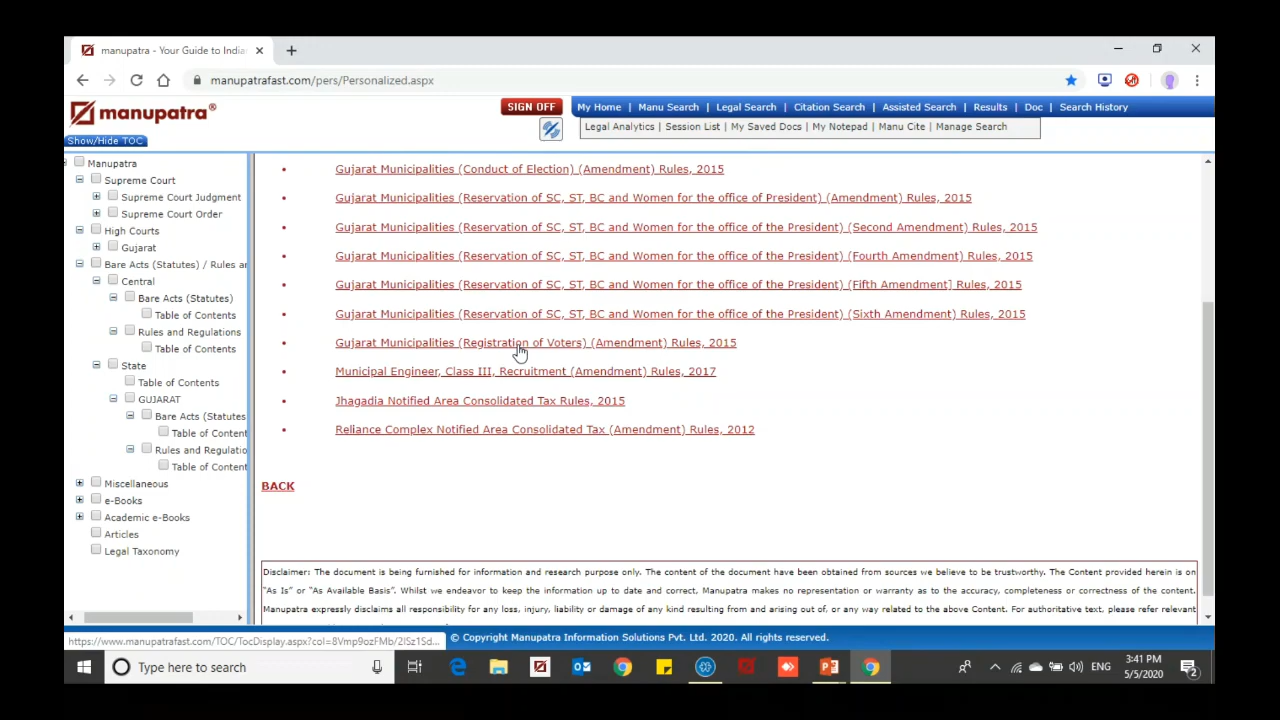 manupatra - Your Guide to India
manupatrafast.com/pers/Personalized.aspx
manupatra®
SIGN OFF
My Home | Manu Search | Legal Search | Citation Search | Assisted Search | Results | Doc | Search History
Legal Analytics | Session List | My Saved Docs | My Notepad | Manu Cite | Manage Search
Show/Hide TOC
Manupatra
Supreme Court
Supreme Court Judgment
Supreme Court Order
High Courts
Gujarat
Bare Acts (Statutes) / Rules ar
Central
Bare Acts (Statutes)
Table of Contents
Rules and Regulations
Table of Contents
State
Table of Contents
GUJARAT
Bare Acts (Statutes
Table of Content
Rules and Regulatio
Table of Content
Miscellaneous
e-Books
Academic e-Books
Articles
Legal Taxonomy
• Gujarat Municipalities (Conduct of Election) (Amendment) Rules, 2015
• Gujarat Municipalities (Reservation of SC, ST, BC and Women for the office of President) (Amendment) Rules, 2015
• Gujarat Municipalities (Reservation of SC, ST, BC and Women for the office of the President) (Second Amendment) Rules, 2015
• Gujarat Municipalities (Reservation of SC, ST, BC and Women for the office of the President) (Fourth Amendment) Rules, 2015
• Gujarat Municipalities (Reservation of SC, ST, BC and Women for the office of the President) (Fifth Amendment] Rules, 2015
• Gujarat Municipalities (Reservation of SC, ST, BC and Women for the office of the President) (Sixth Amendment) Rules, 2015
• Gujarat Municipalities (Registration of Voters) (Amendment) Rules, 2015
• Municipal Engineer, Class III, Recruitment (Amendment) Rules, 2017
• Jhagadia Notified Area Consolidated Tax Rules, 2015
• Reliance Complex Notified Area Consolidated Tax (Amendment) Rules, 2012
BACK
Disclaimer: The document is being furnished for information and research purpose only. The content of the document have been obtained from sources we believe to be trustworthy. The Content provided herein is on
"As Is" or "As Available Basis". Whilst we endeavor to keep the information up to date and correct, Manupatra makes no representation or warranty as to the accuracy, completeness or correctness of the content.
Manupatra expressly disclaims all responsibility for any loss, injury, liability or damage of any kind resulting from and arising out of, or any way related to the above Content. For authoritative text, please refer relevant
https://www.manupatrafast.com/TOC/TocDisplay.aspx?col=8Vmp9ozFMb/2ISz1Sd...
© Copyright Manupatra Information Solutions Pvt. Ltd. 2020. All rights reserved.
Type here to search
ENG
3:41 PM
5/5/2020
2